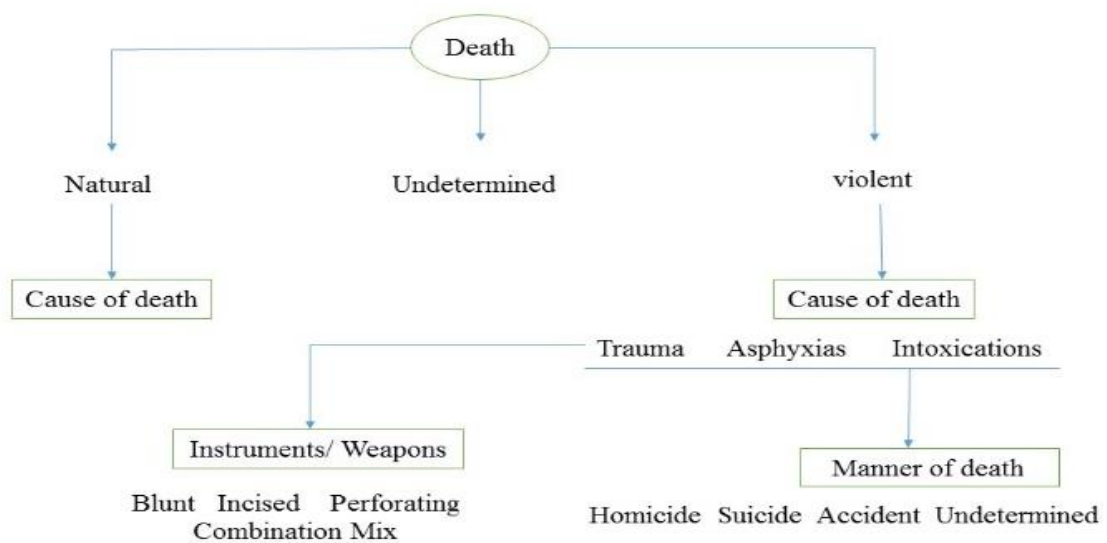 Death
Natural Undetermined violent
Cause of death Cause of death
Trauma Asphyxias Intoxications
Instruments/ Weapons
Manner of death
Blunt Incised Perforating
Combination Mix
Homicide Suicide Accident Undetermined